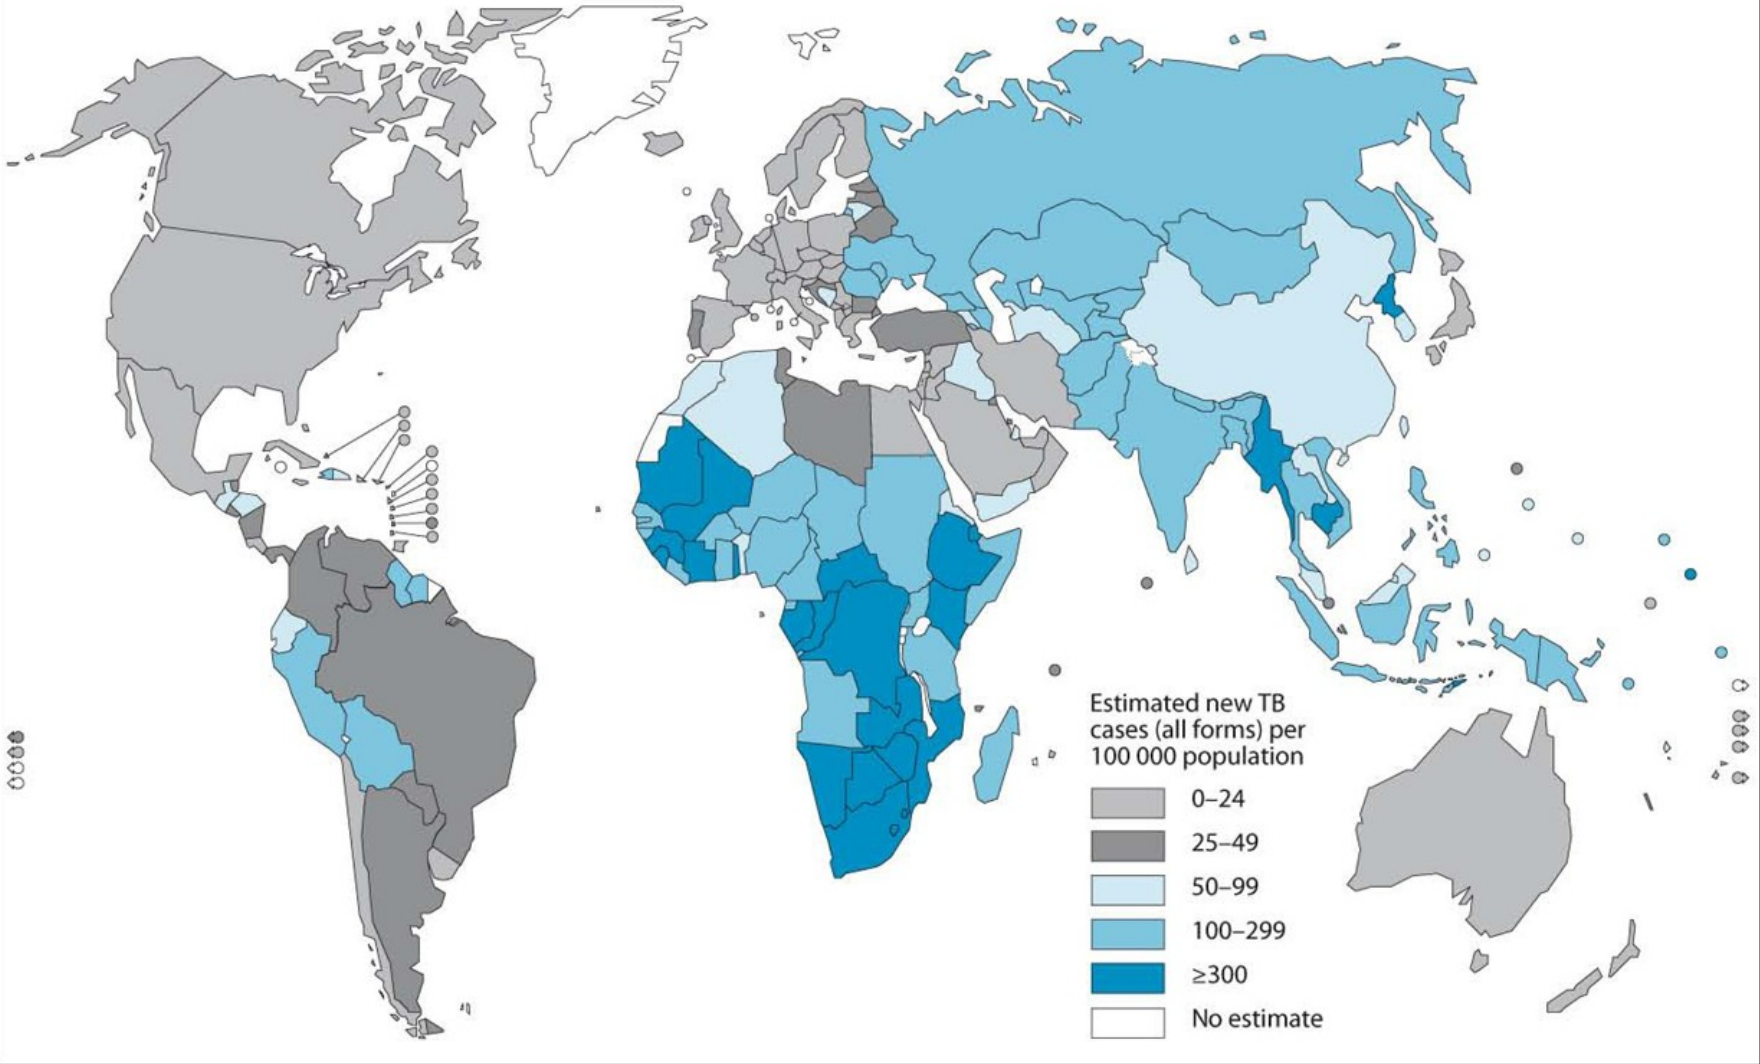 Estimated new TB
cases (all forms) per
100 000 population
0–24
25–49
50–99
100–299
≥300
No estimate